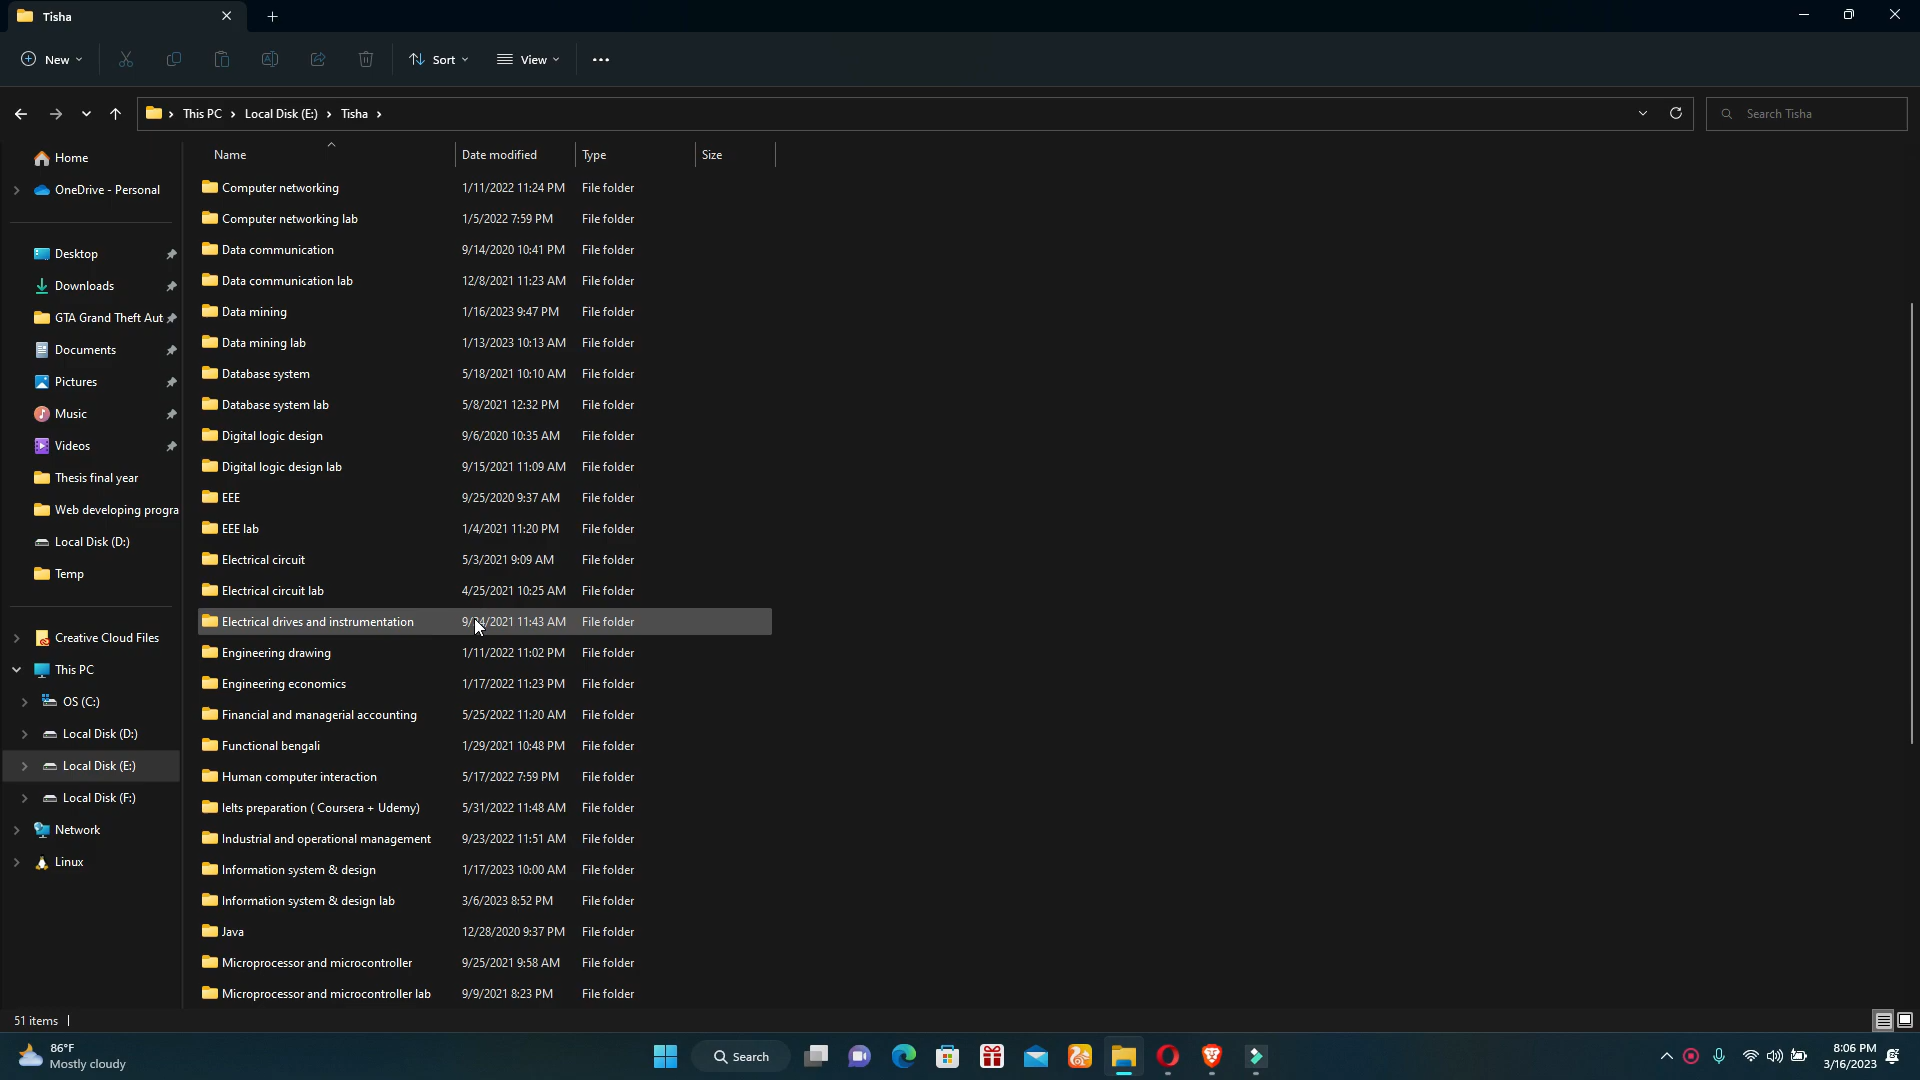 Tisha
New
Sort
View
This PC > Local Disk (E:) > Tisha >
Search Tisha
Name Date modified Type Size
Home
OneDrive - Personal
Desktop
Downloads
GTA Grand Theft Aut
Documents
Pictures
Music
Videos
Thesis final year
Web developing progra
Local Disk (D:)
Temp
Creative Cloud Files
This PC
OS (C:)
Local Disk (D:)
Local Disk (E:)
Local Disk (F:)
Network
Linux
Computer networking 1/11/2022 11:24 PM File folder
Computer networking lab 1/5/2022 7:59 PM File folder
Data communication 9/14/2020 10:41 PM File folder
Data communication lab 12/8/2021 11:23 AM File folder
Data mining 1/16/2023 9:47 PM File folder
Data mining lab 1/13/2023 10:13 AM File folder
Database system 5/18/2021 10:10 AM File folder
Database system lab 5/8/2021 12:32 PM File folder
Digital logic design 9/6/2020 10:35 AM File folder
Digital logic design lab 9/15/2021 11:09 AM File folder
EEE 9/25/2020 9:37 AM File folder
EEE lab 1/4/2021 11:20 PM File folder
Electrical circuit 5/3/2021 9:09 AM File folder
Electrical circuit lab 4/25/2021 10:25 AM File folder
Electrical drives and instrumentation 11:43 AM File folder
Engineering drawing 1/11/2022 11:02 PM File folder
Engineering economics 1/17/2022 11:23 PM File folder
Financial and managerial accounting 5/25/2022 11:20 AM File folder
Functional bengali 1/29/2021 10:48 PM File folder
Human computer interaction 5/17/2022 7:59 PM File folder
Ielts preparation ( Coursera + Udemy) 5/31/2022 11:48 AM File folder
Industrial and operational management 9/23/2022 11:51 AM File folder
Information system & design 1/17/2023 10:00 AM File folder
Information system & design lab 3/6/2023 8:52 PM File folder
Java 12/28/2020 9:37 PM File folder
Microprocessor and microcontroller 9/25/2021 9:58 AM File folder
Microprocessor and microcontroller lab 9/9/2021 8:23 PM File folder
51 items
86°F
Mostly cloudy
Search
8:06 PM
3/16/2023